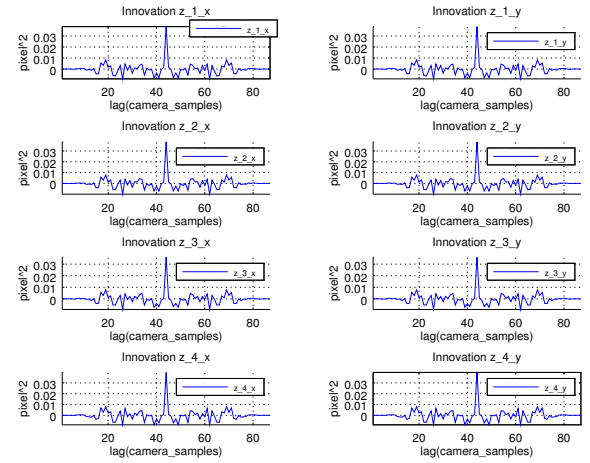 Innovation z_1_x
pixel^2
0.03
0.02
0.01
0
z_1_x
20 40 60 80
lag(camera_samples)
Innovation z_1_y
pixel^2
0.03
0.02
0.01
0
z_1_y
20 40 60 80
lag(camera_samples)
Innovation z_2_x
pixel^2
0.03
0.02
0.01
0
z_2_x
20 40 60 80
lag(camera_samples)
Innovation z_2_y
pixel^2
0.03
0.02
0.01
0
z_2_y
20 40 60 80
lag(camera_samples)
Innovation z_3_x
pixel^2
0.03
0.02
0.01
0
z_3_x
20 40 60 80
lag(camera_samples)
Innovation z_3_y
pixel^2
0.03
0.02
0.01
0
z_3_y
20 40 60 80
lag(camera_samples)
Innovation z_4_x
pixel^2
0.03
0.02
0.01
0
z_4_x
20 40 60 80
lag(camera_samples)
Innovation z_4_y
pixel^2
0.03
0.02
0.01
0
z_4_y
20 40 60 80
lag(camera_samples)